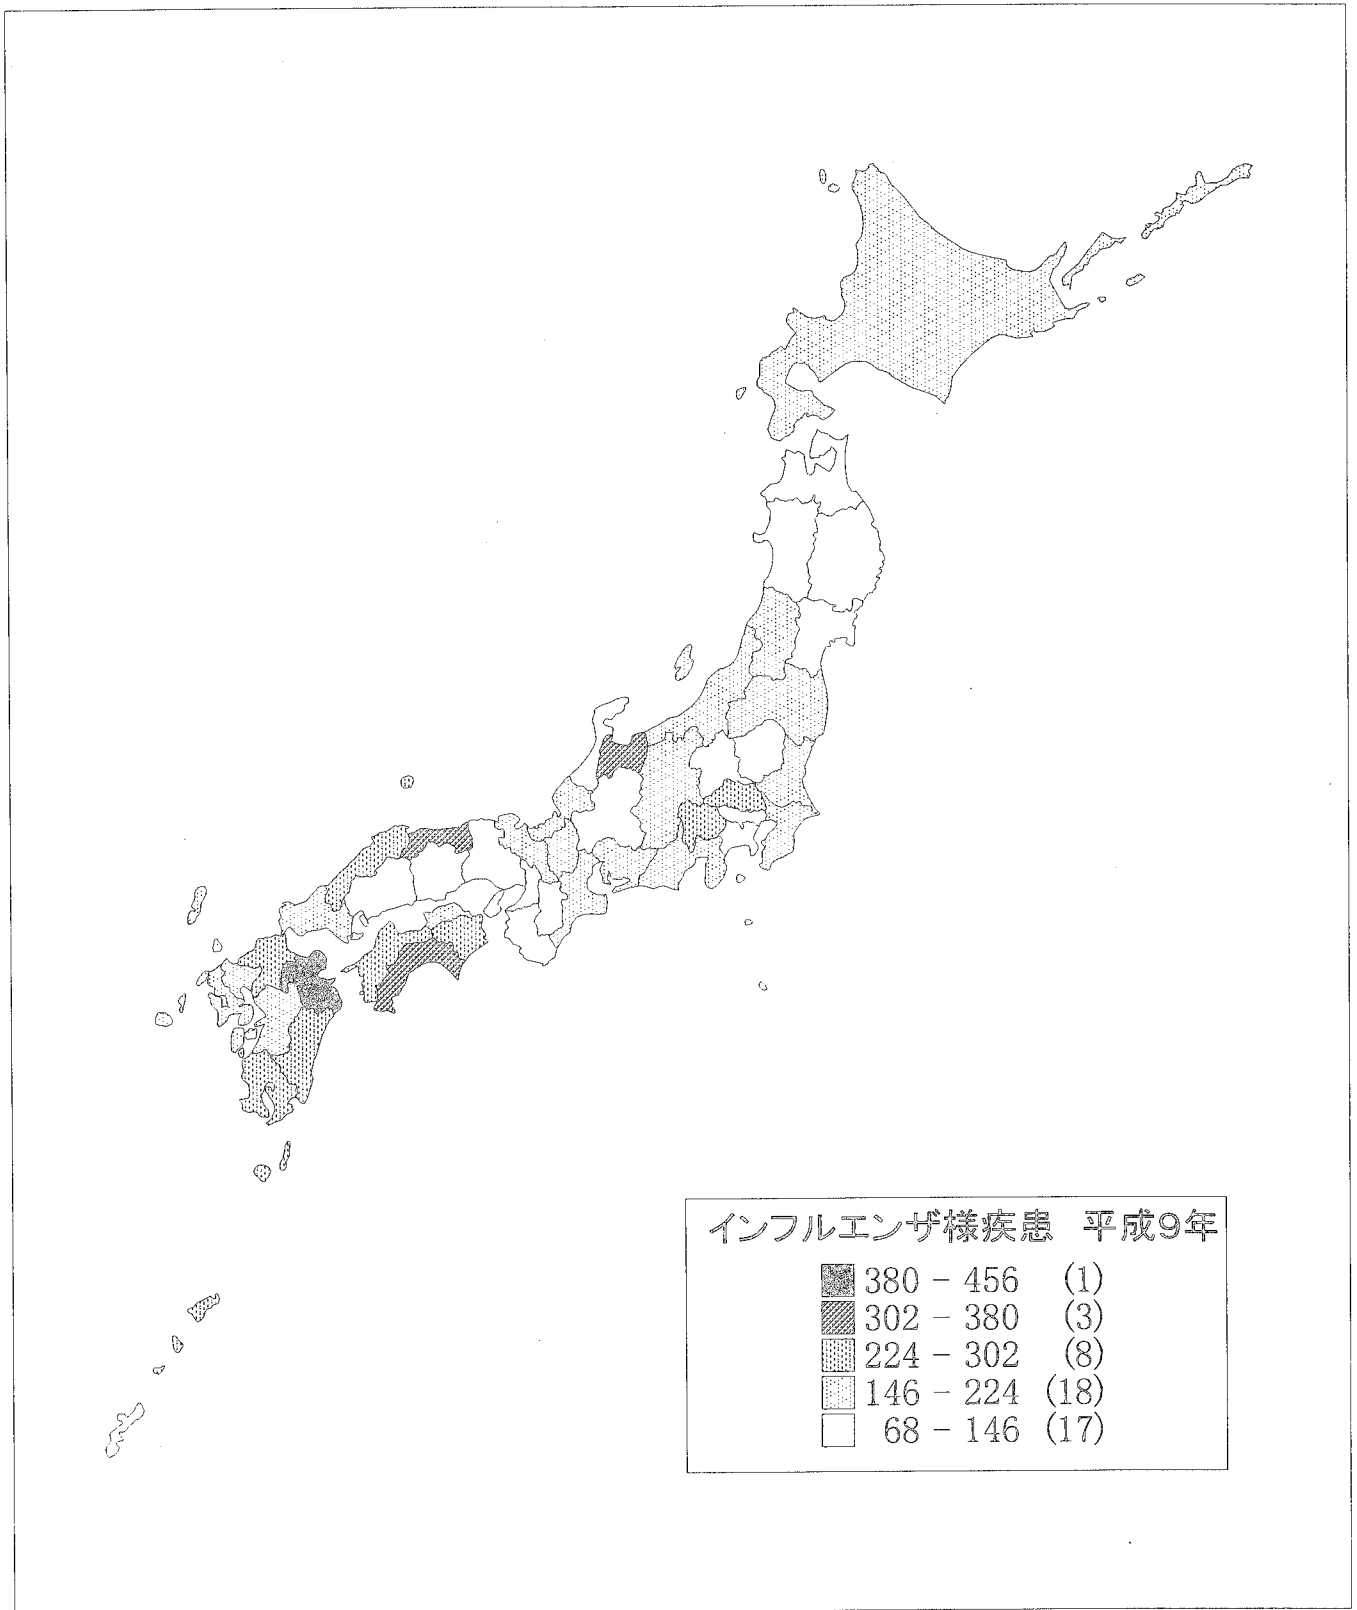 インフルエンザ様疾患 平成9年
380 - 456 (1)
302 - 380 (3)
224 - 302 (8)
146 - 224 (18)
68 - 146 (17)